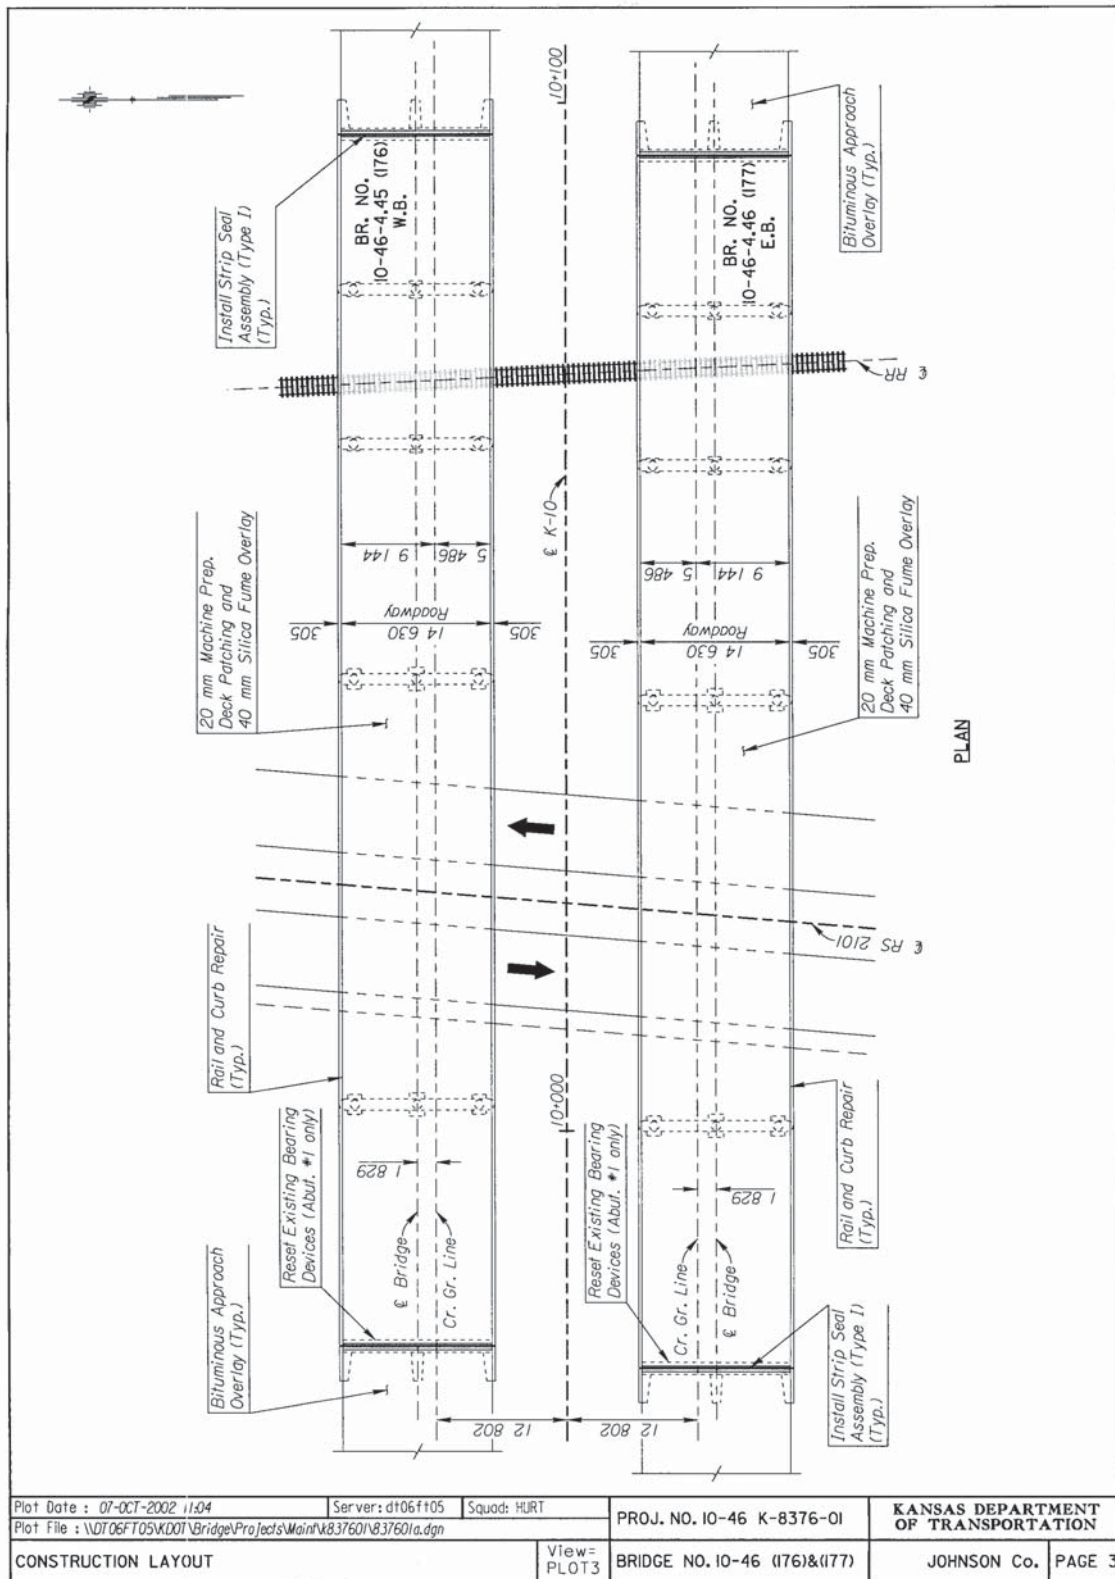 10+100
Install Strip Seal
Assembly (Type I)
(Typ.)
BR. NO.
10-46-4.45 (176)
W.B.
BR. NO.
10-46-4.46 (177)
E.B.
Bituminous Approach
Overlay (Typ.)
℄ RR
℄ K-10
20 mm Machine Prep.
Deck Patching and
40 mm Silica Fume Overlay
9 144
5 486
305
14 630
Roadway
305
5 486
9 144
305
14 630
Roadway
305
20 mm Machine Prep.
Deck Patching and
40 mm Silica Fume Overlay
PLAN
℄ RS 2101
Rail and Curb Repair
(Typ.)
10+000
Reset Existing Bearing
Devices (Abut. #1 only)
1 829
℄ Bridge
Cr. Gr. Line
Bituminous Approach
Overlay (Typ.)
Reset Existing Bearing
Devices (Abut. #1 only)
1 829
Cr. Gr. Line
℄ Bridge
Rail and Curb Repair
(Typ.)
Install Strip Seal
Assembly (Type I)
(Typ.)
12 802
12 802
Plot Date : 07-OCT-2002 11:04
Server: dt06ft05
Squad: HURT
Plot File : \\DT06FT05\KDOT\Bridge\Projects\Maint\k837601\837601a.dgn
CONSTRUCTION LAYOUT
View=
PLOT3
PROJ. NO. 10-46 K-8376-01
BRIDGE NO. 10-46 (176)&(177)
KANSAS DEPARTMENT
OF TRANSPORTATION
JOHNSON Co.
PAGE 3